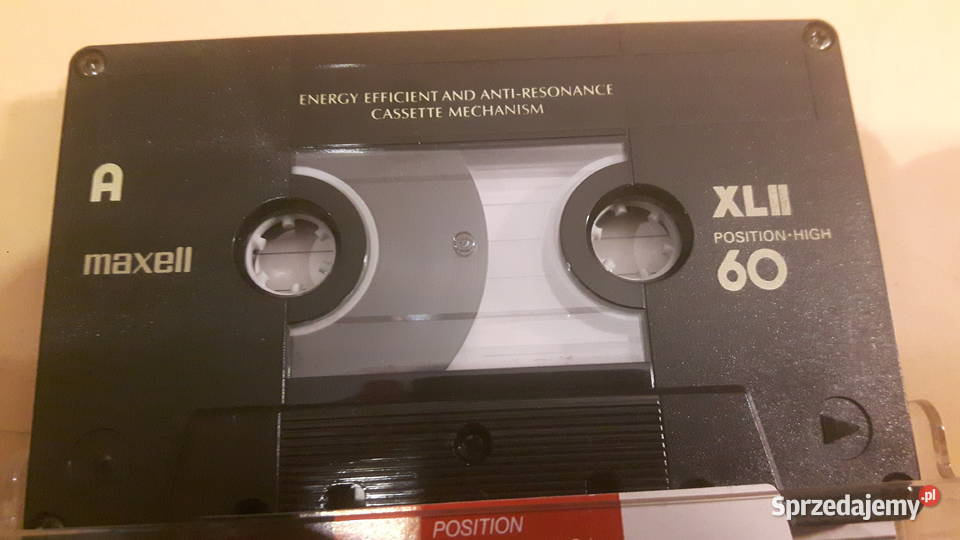 ENERGY EFFICIENT AND ANTI-RESONANCE
CASSETTE MECHANISM
A
maxell
XLII
POSITION·HIGH
60
POSITION
Sprzedajemy.pl